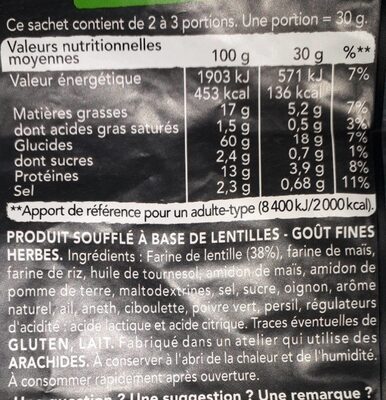 Ce sachet contient de 2 à 3 portions. Une portion = 30 g.
Valeurs nutritionnelles moyennes 100 g 30 g %**
Valeur énergétique 1903 kJ 571 kJ 7%
453 kcal 136 kcal
Matières grasses 17 g 5,2 g 7%
dont acides gras saturés 1,5 g 0,5 g 3%
Glucides 60 g 18 g 7%
dont sucres 2,4 g 0,7 g 1%
Protéines 13 g 3,9 g 8%
Sel 2,3 g 0,68 g 11%
**Apport de référence pour un adulte-type (8 400 kJ/2 000 kcal).
PRODUIT SOUFFLÉ À BASE DE LENTILLES - GOÛT FINES
HERBES. Ingrédients : Farine de lentille (38%), farine de maïs,
farine de riz, huile de tournesol, amidon de maïs, amidon de
pomme de terre, maltodextrines, sel, sucre, oignon, arôme
naturel, ail, aneth, ciboulette, poivre vert, persil, régulateurs
d'acidité : acide lactique et acide citrique. Traces éventuelles de
GLUTEN, LAIT. Fabriqué dans un atelier qui utilise des
ARACHIDES. À conserver à l'abri de la chaleur et de l'humidité.
À consommer rapidement après ouverture.
Une question ? Une suggestion ? Une remarque ?